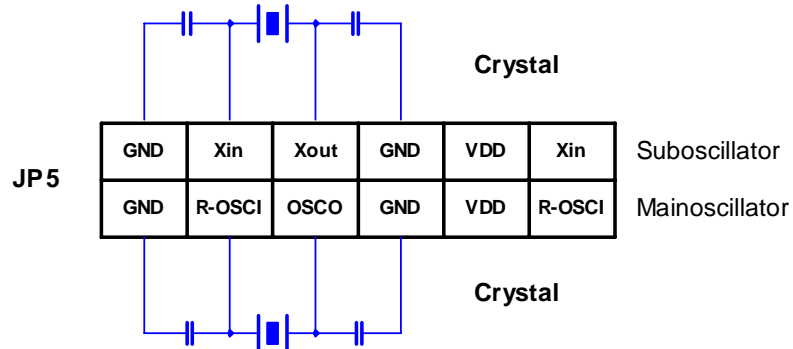 Crystal
GND Xin Xout GND VDD Xin Suboscillator
JP5
GND R-OSCI OSCO GND VDD R-OSCI Mainoscillator
Crystal